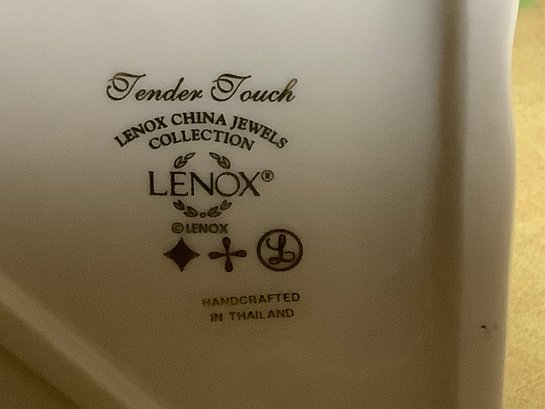 Tender Touch
LENOX CHINA JEWELS
COLLECTION
LENOX®
©LENOX
L
HANDCRAFTED
IN THAILAND